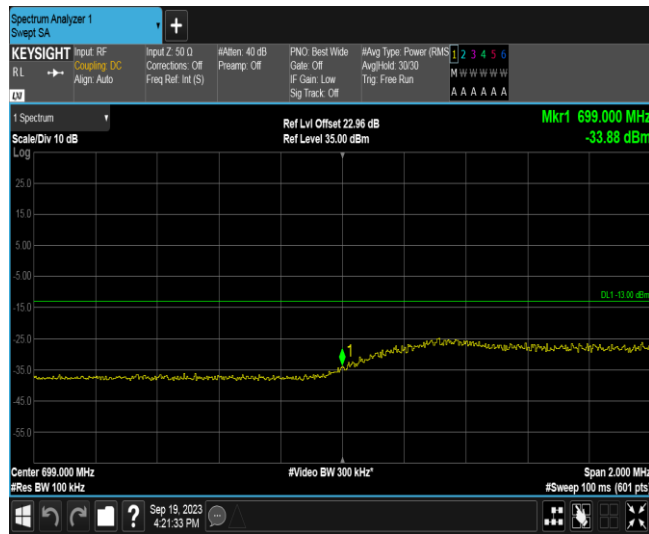 Spectrum Analyzer 1
Swept SA
+
KEYSIGHT
RL
LXI
Input: RF
Coupling: DC
Align: Auto
Input Z: 50 Ω
Corrections: Off
Freq Ref: Int (S)
#Atten: 40 dB
Preamp: Off
PNO: Best Wide
Gate: Off
IF Gain: Low
Sig Track: Off
#Avg Type: Power (RMS
Avg|Hold: 30/30
Trig: Free Run
1 2 3 4 5 6
M W W W W W
A A A A A A
1 Spectrum
Scale/Div 10 dB
Log
Ref Lvl Offset 22.96 dB
Ref Level 35.00 dBm
Mkr1 699.000 MHz
-33.88 dBm
25.0
15.0
5.00
-5.00
-15.0
-25.0
-35.0
-45.0
-55.0
DL1 -13.00 dBm
1
Center 699.000 MHz
#Res BW 100 kHz
#Video BW 300 kHz*
Span 2.000 MHz
#Sweep 100 ms (601 pts)
?
Sep 19, 2023
4:21:33 PM